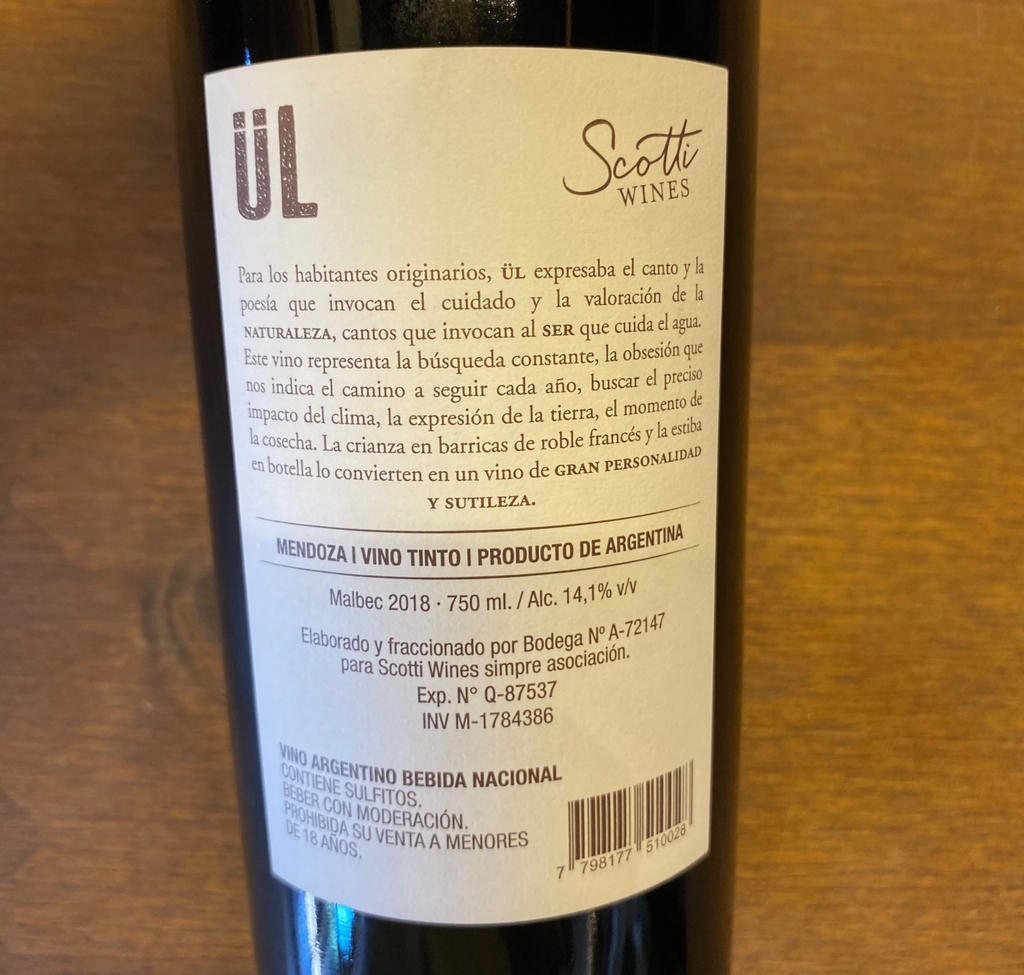 ÜL
Scotti
WINES
Para los habitantes originarios, ÜL expresaba el canto y la
poesía que invocan el cuidado y la valoración de la
NATURALEZA, cantos que invocan al SER que cuida el agua.
Este vino representa la búsqueda constante, la obsesión que
nos indica el camino a seguir cada año, buscar el preciso
impacto del clima, la expresión de la tierra, el momento de
la cosecha. La crianza en barricas de roble francés y la estiba
en botella lo convierten en un vino de GRAN PERSONALIDAD
Y SUTILEZA.
MENDOZA | VINO TINTO | PRODUCTO DE ARGENTINA
Malbec 2018 · 750 ml. / Alc. 14,1% v/v
Elaborado y fraccionado por Bodega Nº A-72147
para Scotti Wines simpre asociación.
Exp. N° Q-87537
INV M-1784386
VINO ARGENTINO BEBIDA NACIONAL
CONTIENE SULFITOS.
BEBER CON MODERACIÓN.
PROHIBIDA SU VENTA A MENORES
DE 18 AÑOS.
7 798177 510028